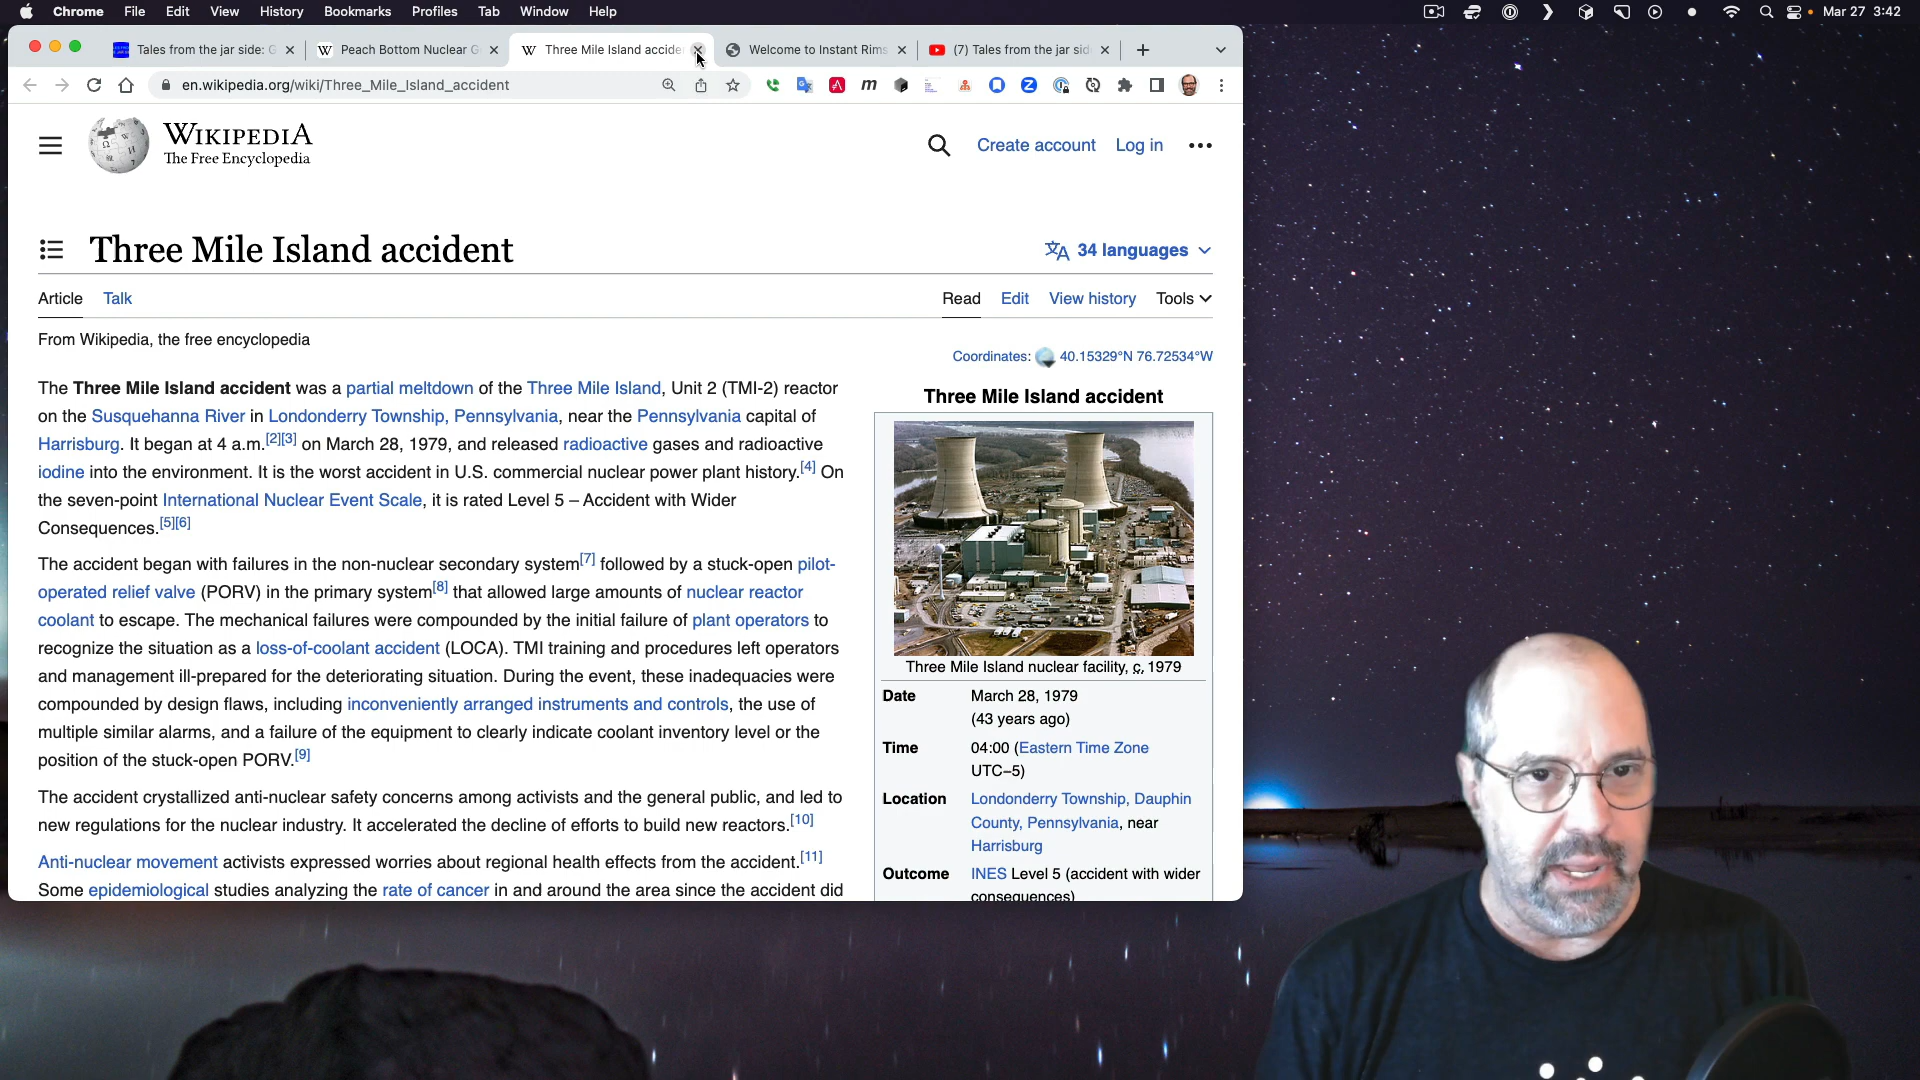 Chrome File Edit View History Bookmarks Profiles Tab Window Help
Mar 27 3:42
Tales from the jar side: G
Peach Bottom Nuclear G
Three Mile Island accide
Welcome to Instant Rims
(7) Tales from the jar sid
en.wikipedia.org/wiki/Three_Mile_Island_accident
WIKIPEDIA
The Free Encyclopedia
Create account Log in
Three Mile Island accident
34 languages
Article Talk
Read Edit View history Tools
From Wikipedia, the free encyclopedia
Coordinates: 40.15329°N 76.72534°W
The Three Mile Island accident was a partial meltdown of the Three Mile Island, Unit 2 (TMI-2) reactor
on the Susquehanna River in Londonderry Township, Pennsylvania, near the Pennsylvania capital of
Harrisburg. It began at 4 a.m.[2][3] on March 28, 1979, and released radioactive gases and radioactive
iodine into the environment. It is the worst accident in U.S. commercial nuclear power plant history.[4] On
the seven-point International Nuclear Event Scale, it is rated Level 5 – Accident with Wider
Consequences.[5][6]
The accident began with failures in the non-nuclear secondary system[7] followed by a stuck-open pilot-
operated relief valve (PORV) in the primary system[8] that allowed large amounts of nuclear reactor
coolant to escape. The mechanical failures were compounded by the initial failure of plant operators to
recognize the situation as a loss-of-coolant accident (LOCA). TMI training and procedures left operators
and management ill-prepared for the deteriorating situation. During the event, these inadequacies were
compounded by design flaws, including inconveniently arranged instruments and controls, the use of
multiple similar alarms, and a failure of the equipment to clearly indicate coolant inventory level or the
position of the stuck-open PORV.[9]
The accident crystallized anti-nuclear safety concerns among activists and the general public, and led to
new regulations for the nuclear industry. It accelerated the decline of efforts to build new reactors.[10]
Anti-nuclear movement activists expressed worries about regional health effects from the accident.[11]
Some epidemiological studies analyzing the rate of cancer in and around the area since the accident did
Three Mile Island accident
Three Mile Island nuclear facility, c. 1979
Date March 28, 1979
(43 years ago)
Time 04:00 (Eastern Time Zone
UTC−5)
Location Londonderry Township, Dauphin
County, Pennsylvania, near
Harrisburg
Outcome INES Level 5 (accident with wider
consequences)